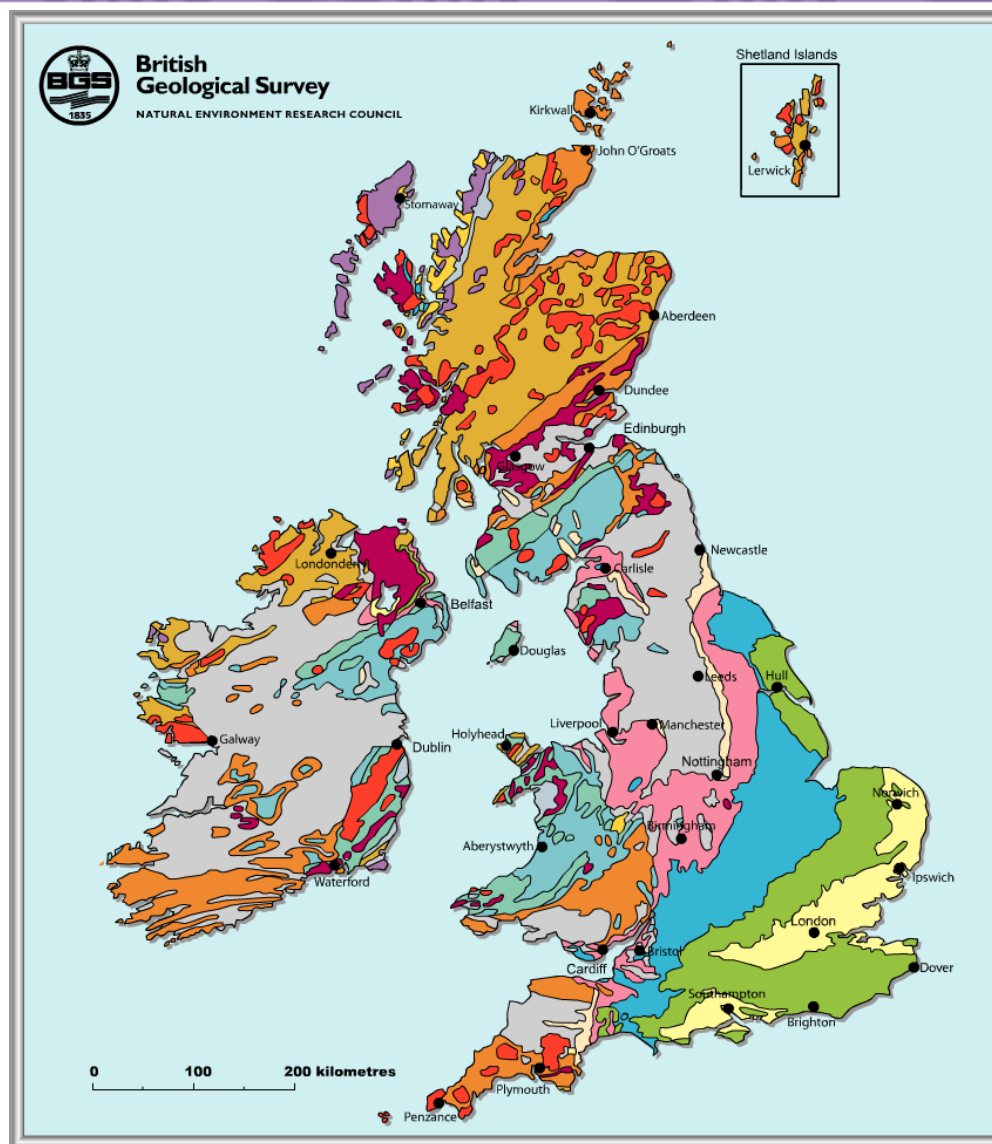 British
Geological Survey
NATURAL ENVIRONMENT RESEARCH COUNCIL
BGS
1835
Shetland Islands
Lerwick
Kirkwall
John O'Groats
Stornaway
Aberdeen
Dundee
Edinburgh
Glasgow
Londonderry
Newcastle
Carlisle
Belfast
Douglas
Leeds
Hull
Galway
Dublin
Holyhead
Liverpool
Manchester
Nottingham
Norwich
Birmingham
Aberystwyth
Waterford
Ipswich
London
Cardiff
Bristol
Dover
Southampton
Brighton
0 100 200 kilometres
Plymouth
Penzance